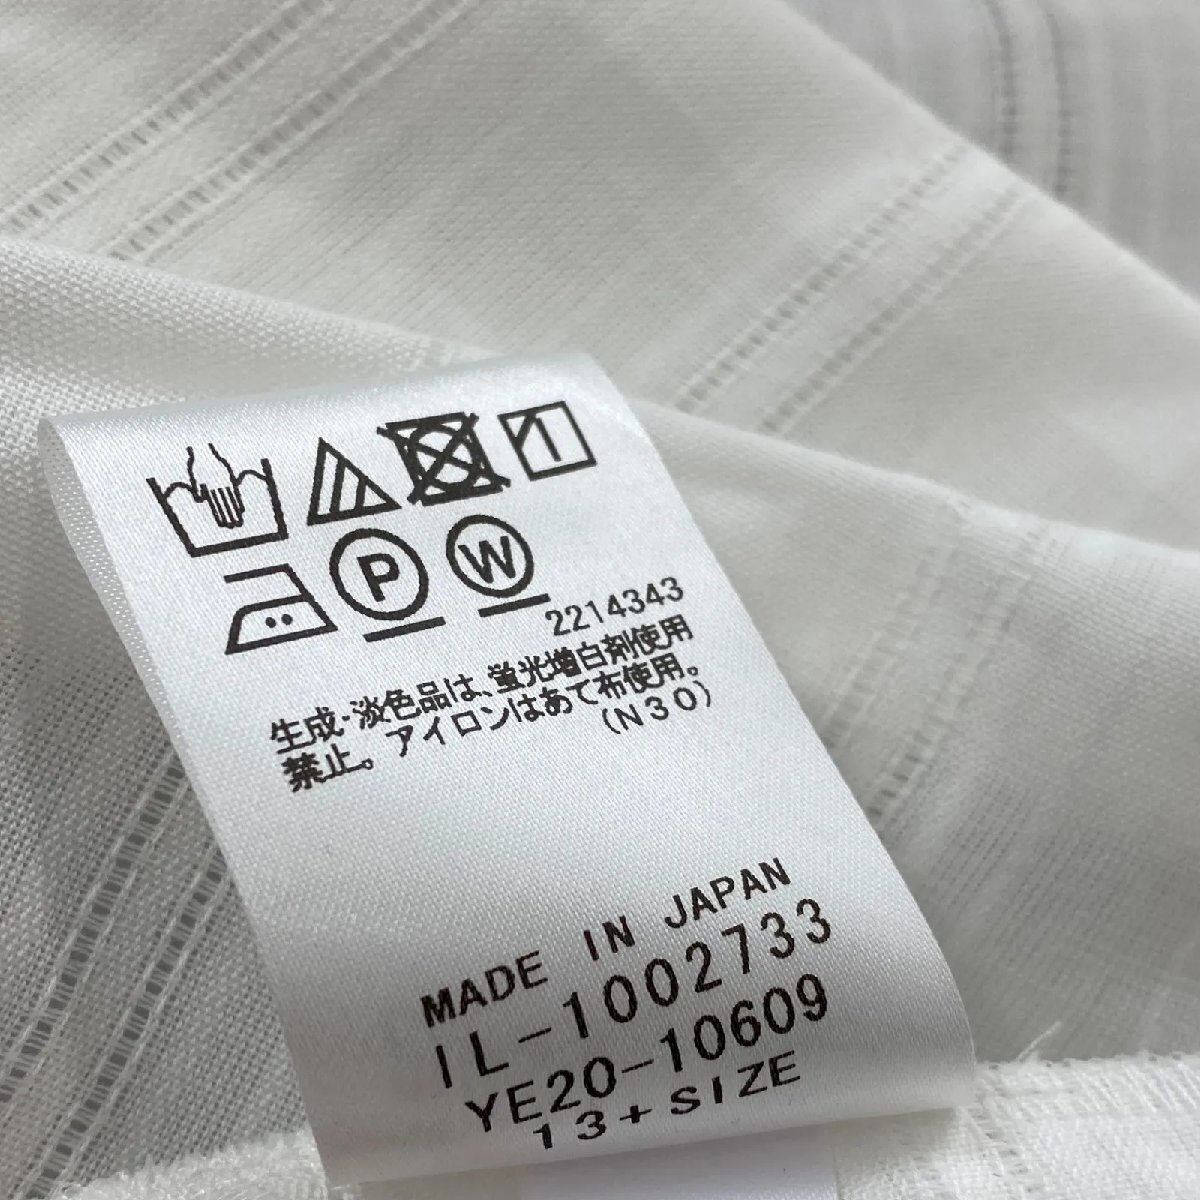 P W
2214343
生成・淡色品は、蛍光増白剤使用
禁止。アイロンはあて布使用。
(N30)
MADE IN JAPAN
IL-1002733
YE20-10609
13+SIZE